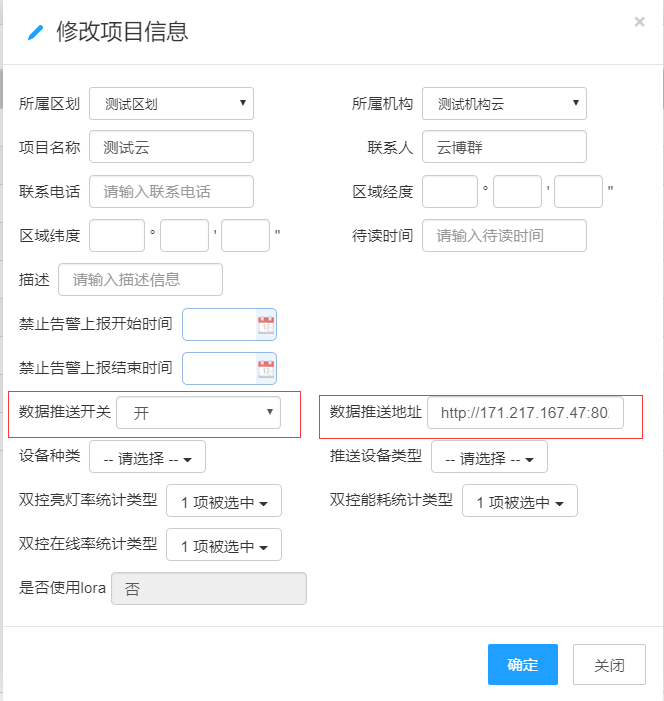 修改项目信息 ×
所属区划 测试区划 所属机构 测试机构云
项目名称 测试云 联系人 云博群
联系电话 请输入联系电话 区域经度 ° ' "
区域纬度 ° ' " 待读时间 请输入待读时间
描述 请输入描述信息
禁止告警上报开始时间
禁止告警上报结束时间
数据推送开关 开 数据推送地址 http://171.217.167.47:80
设备种类 -- 请选择 -- 推送设备类型 -- 请选择 --
双控亮灯率统计类型 1 项被选中 双控能耗统计类型 1 项被选中
双控在线率统计类型 1 项被选中
是否使用lora 否
确定 关闭